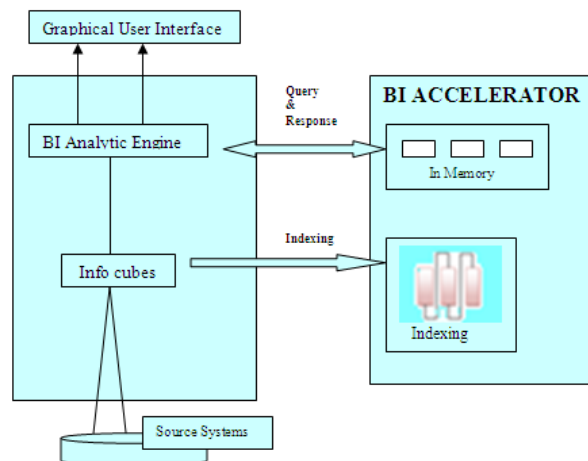 Graphical User Interface
BI Analytic Engine
Info cubes
Source Systems
Query
&
Response
Indexing
BI ACCELERATOR
In Memory
Indexing